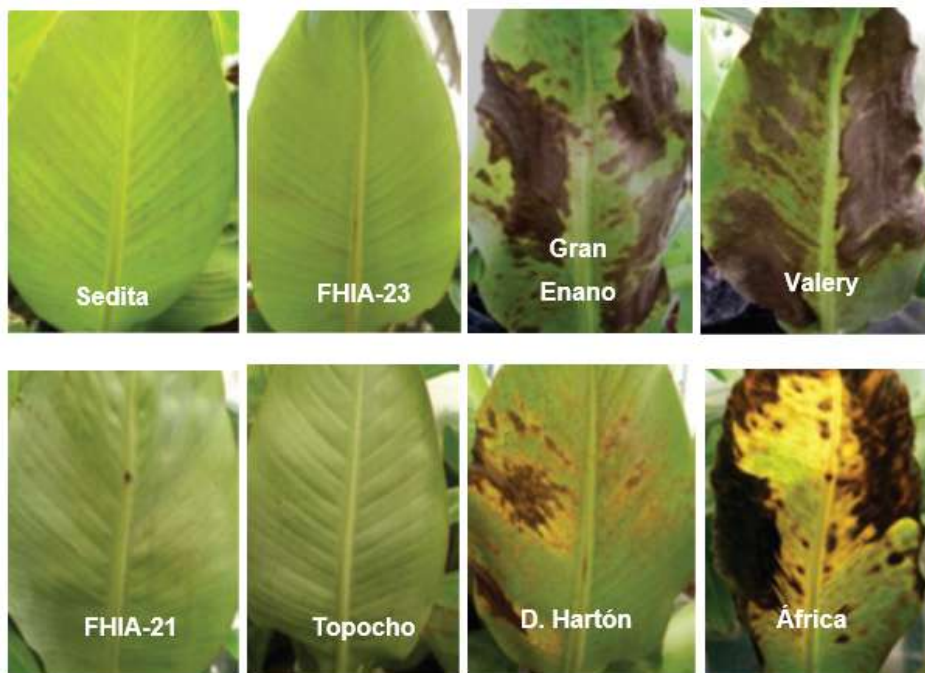 Sedita
FHIA-23
Gran
Enano
Valery
FHIA-21
Topocho
D. Hartón
África